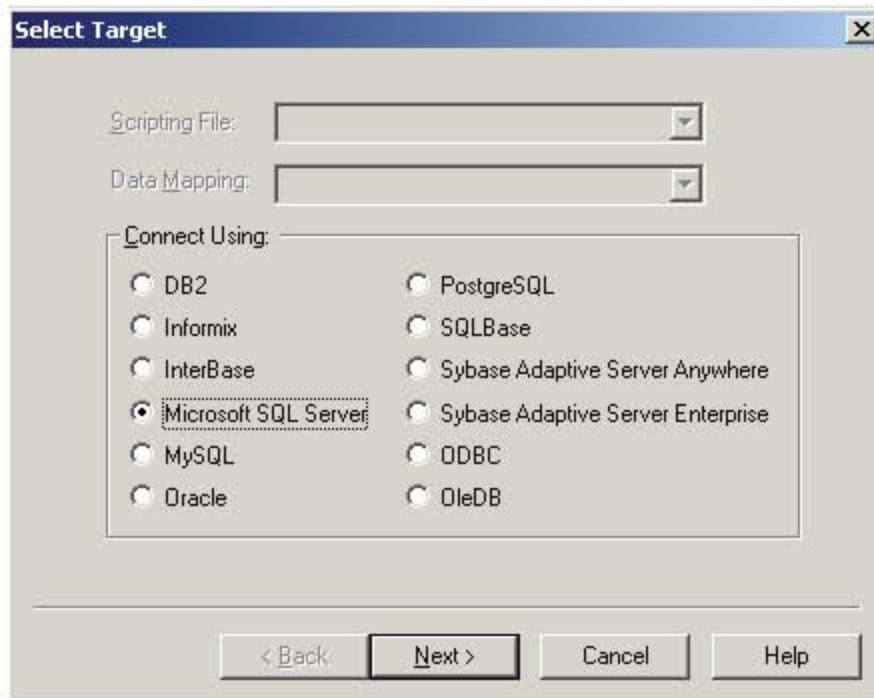 Select Target
Scripting File:
Data Mapping:
Connect Using:
DB2
PostgreSQL
Informix
SQLBase
InterBase
Sybase Adaptive Server Anywhere
Microsoft SQL Server
Sybase Adaptive Server Enterprise
MySQL
ODBC
Oracle
OleDB
< Back
Next >
Cancel
Help